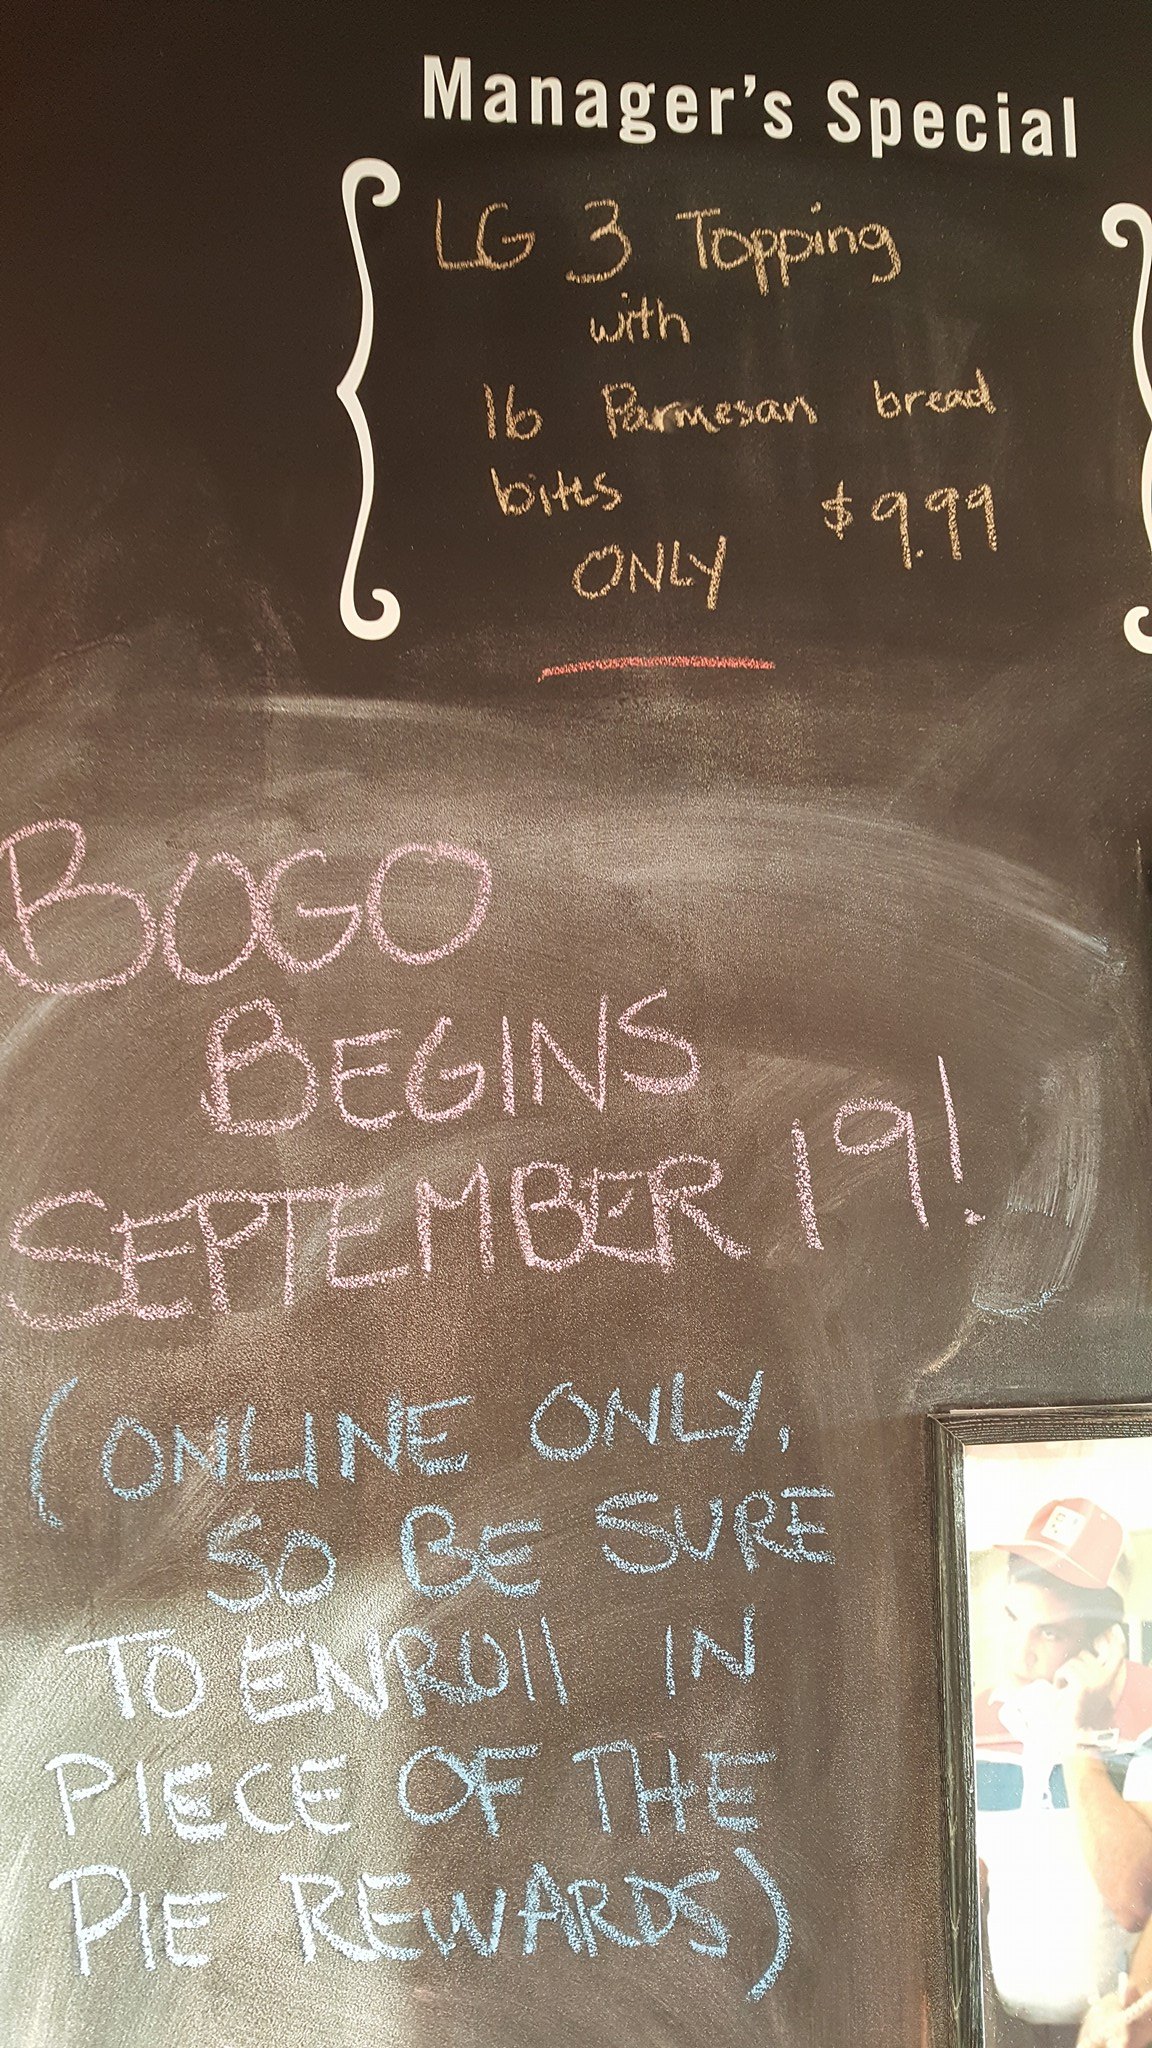 Manager's Special
LG 3 Topping
with
16 Parmesan bread
bites $9.99
ONLY
BOGO
BEGINS
SEPTEMBER 19!
(ONLINE ONLY,
SO BE SURE
TO ENROll IN
PIECE OF THE
PIE REWARDS)